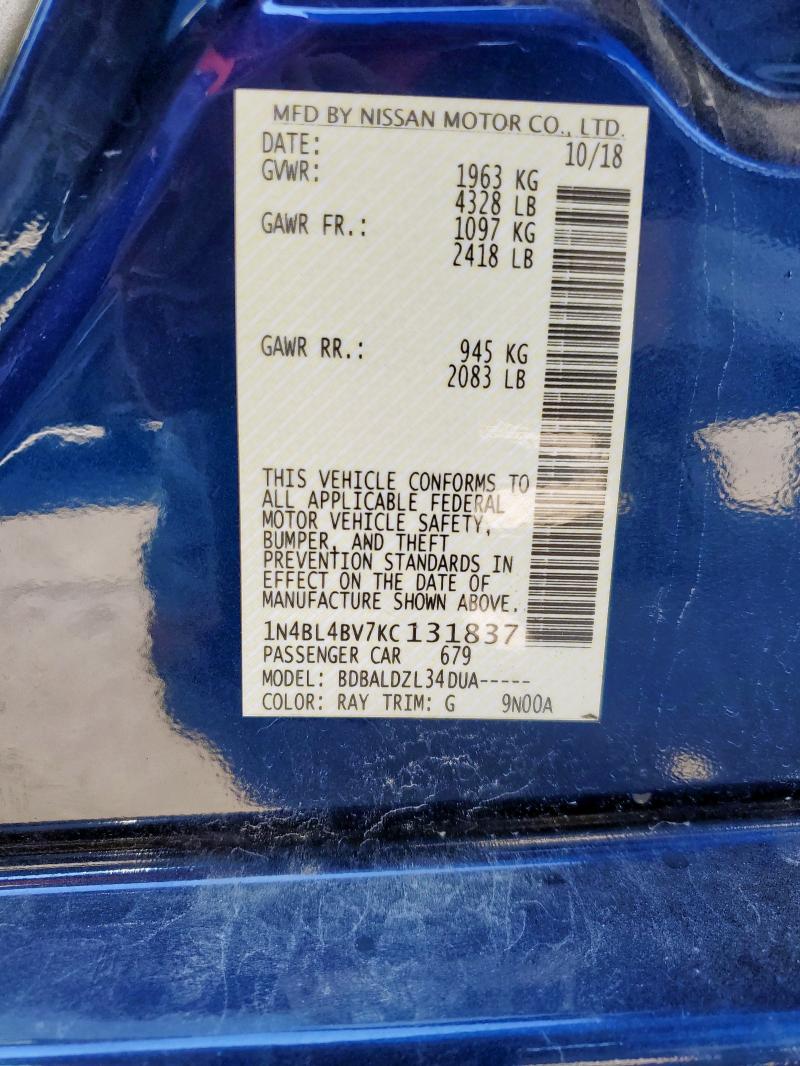 MFD BY NISSAN MOTOR CO., LTD.
DATE: 10/18
GVWR: 1963 KG
4328 LB
GAWR FR.: 1097 KG
2418 LB
GAWR RR.: 945 KG
2083 LB
THIS VEHICLE CONFORMS TO
ALL APPLICABLE FEDERAL
MOTOR VEHICLE SAFETY,
BUMPER, AND THEFT
PREVENTION STANDARDS IN
EFFECT ON THE DATE OF
MANUFACTURE SHOWN ABOVE.
1N4BL4BV7KC131837
PASSENGER CAR 679
MODEL: BDBALDZL34DUA-----
COLOR: RAY TRIM: G 9N00A